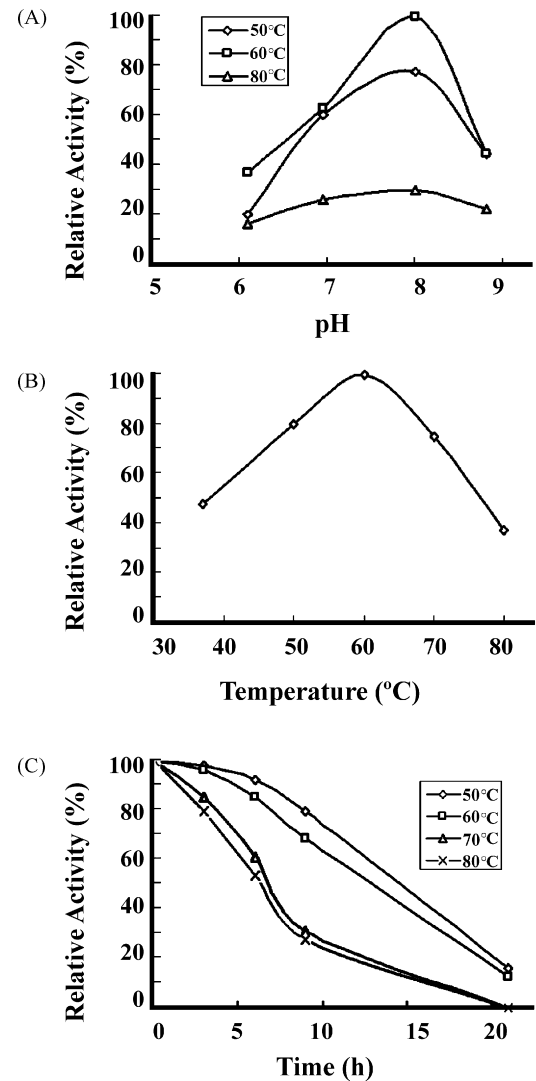 (A)
Relative Activity (%)
100
80
60
40
20
0
50°C
60°C
80°C
5 6 7 8 9
pH
(B)
Relative Activity (%)
100
80
60
40
20
0
30 40 50 60 70 80
Temperature (ºC)
(C)
Relative Activity (%)
100
80
60
40
20
0
50°C
60°C
70°C
80°C
0 5 10 15 20
Time (h)